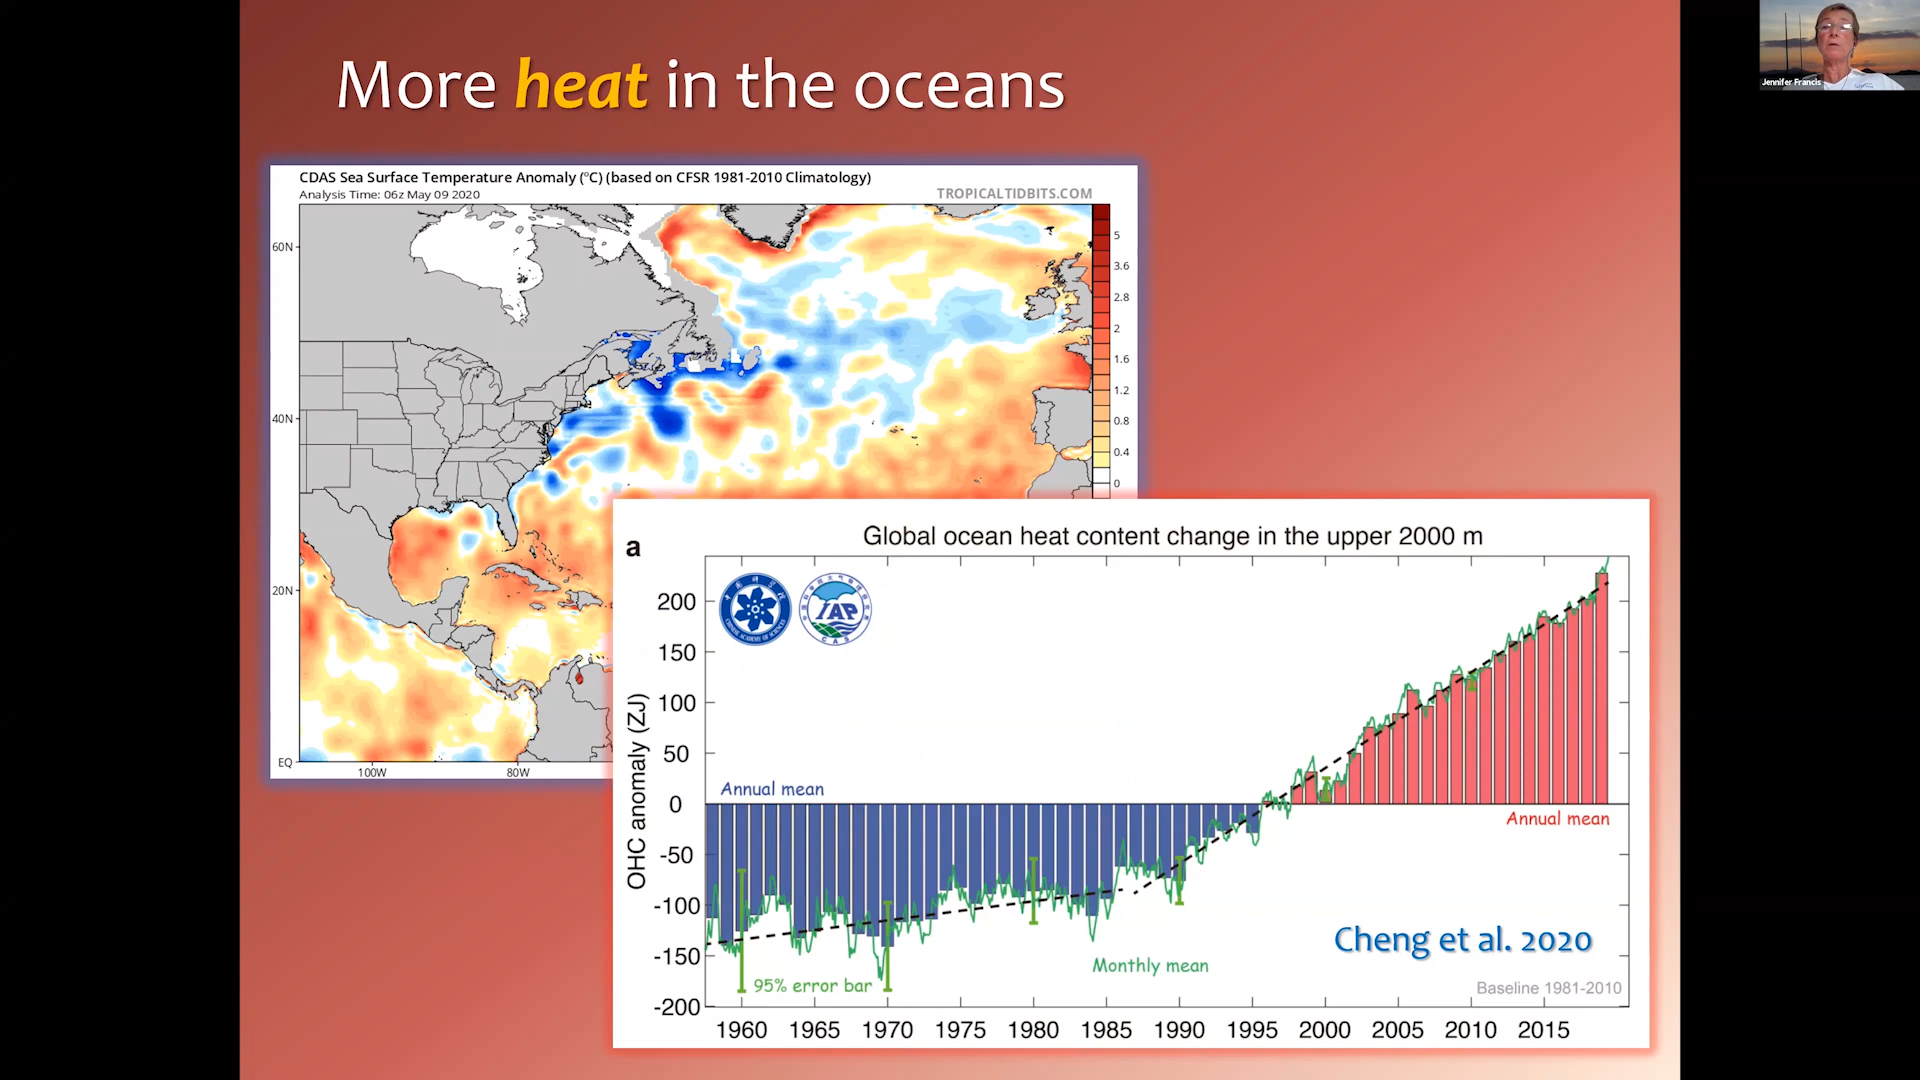 More heat in the oceans
Jennifer Francis
CDAS Sea Surface Temperature Anomaly (°C) (based on CFSR 1981-2010 Climatology)
Analysis Time: 06z May 09 2020
TROPICALTIDBITS.COM
60N
40N
20N
EQ
100W
80W
5
3.6
2.8
2
1.6
1.2
0.8
0.4
0
a
Global ocean heat content change in the upper 2000 m
IAP
CAS
OHC anomaly (ZJ)
200
150
100
50
0
-50
-100
-150
-200
Annual mean
Annual mean
Monthly mean
95% error bar
Cheng et al. 2020
Baseline 1981-2010
1960 1965 1970 1975 1980 1985 1990 1995 2000 2005 2010 2015